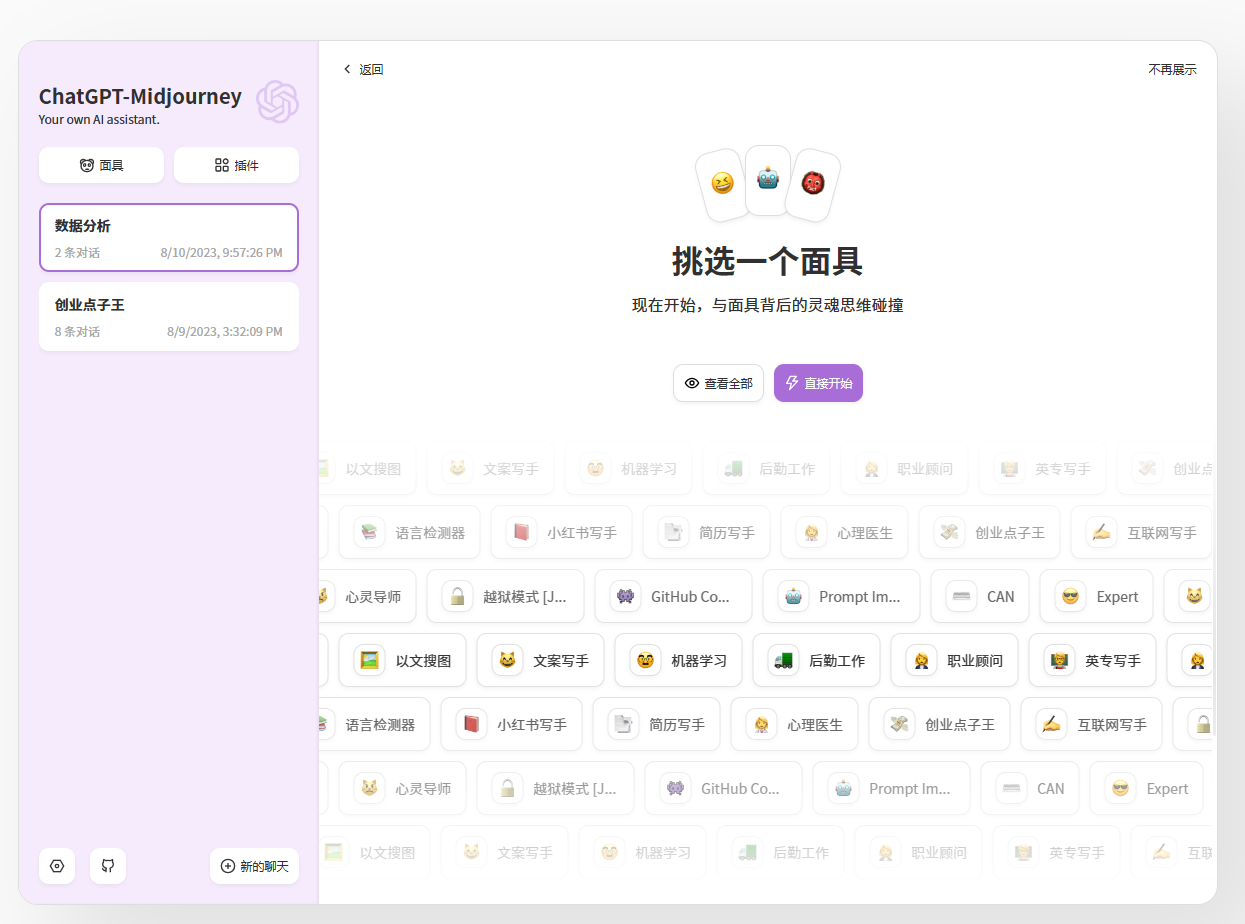 ChatGPT-Midjourney
Your own AI assistant.
面具
插件
数据分析
2 条对话 8/10/2023, 9:57:26 PM
创业点子王
8 条对话 8/9/2023, 3:32:09 PM
新的聊天
返回
不再展示
挑选一个面具
现在开始，与面具背后的灵魂思维碰撞
查看全部
直接开始
以文搜图 文案写手 机器学习 后勤工作 职业顾问 英专写手 创业点
语言检测器 小红书写手 简历写手 心理医生 创业点子王 互联网写手
心灵导师 越狱模式 [J... GitHub Co... Prompt Im... CAN Expert
以文搜图 文案写手 机器学习 后勤工作 职业顾问 英专写手
语言检测器 小红书写手 简历写手 心理医生 创业点子王 互联网写手
心灵导师 越狱模式 [J... GitHub Co... Prompt Im... CAN Expert
以文搜图 文案写手 机器学习 后勤工作 职业顾问 英专写手 互联